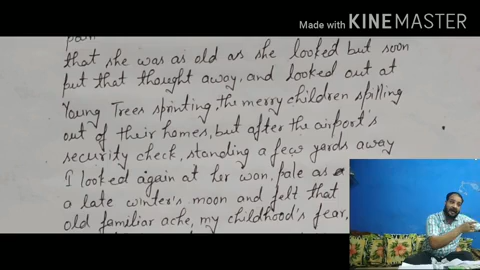 Made with KINEMASTER
pain
that she was as old as she looked but soon
put that thought away, and looked out at
Young Trees sprinting, the merry children spilling
out of their homes, but after the airport's
security check, standing a few yards away
I looked again at her wan, pale as a
a late winter's moon and felt that
old familiar ache, my childhood's fear,